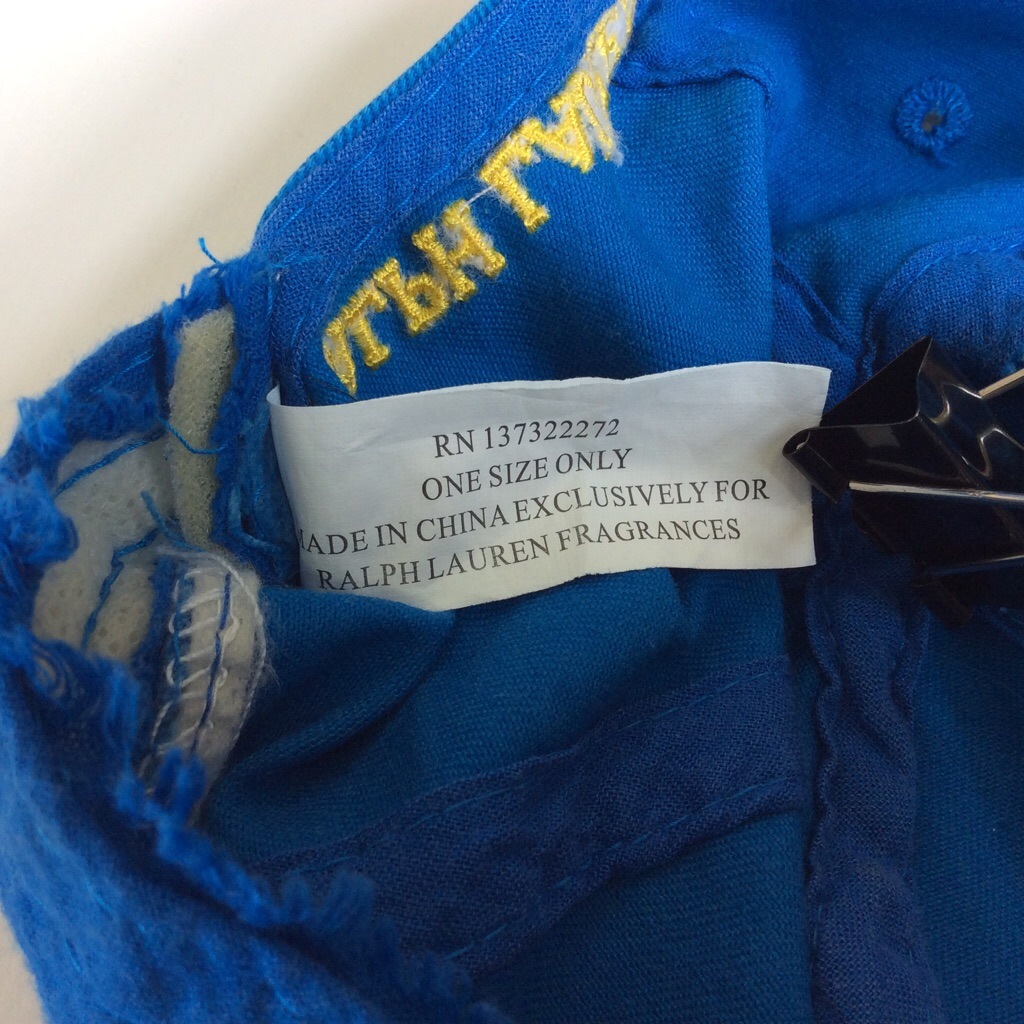 RN 137322272
ONE SIZE ONLY
MADE IN CHINA EXCLUSIVELY FOR
RALPH LAUREN FRAGRANCES